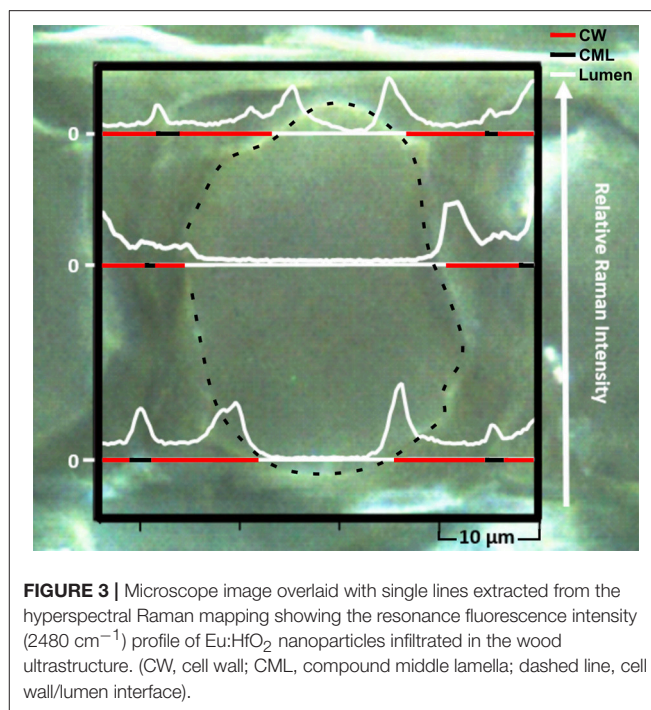 CW
CML
Lumen
0
0
0
Relative Raman Intensity
10 µm
FIGURE 3 | Microscope image overlaid with single lines extracted from the
hyperspectral Raman mapping showing the resonance fluorescence intensity
(2480 cm⁻¹) profile of Eu:HfO₂ nanoparticles infiltrated in the wood
ultrastructure. (CW, cell wall; CML, compound middle lamella; dashed line, cell
wall/lumen interface).